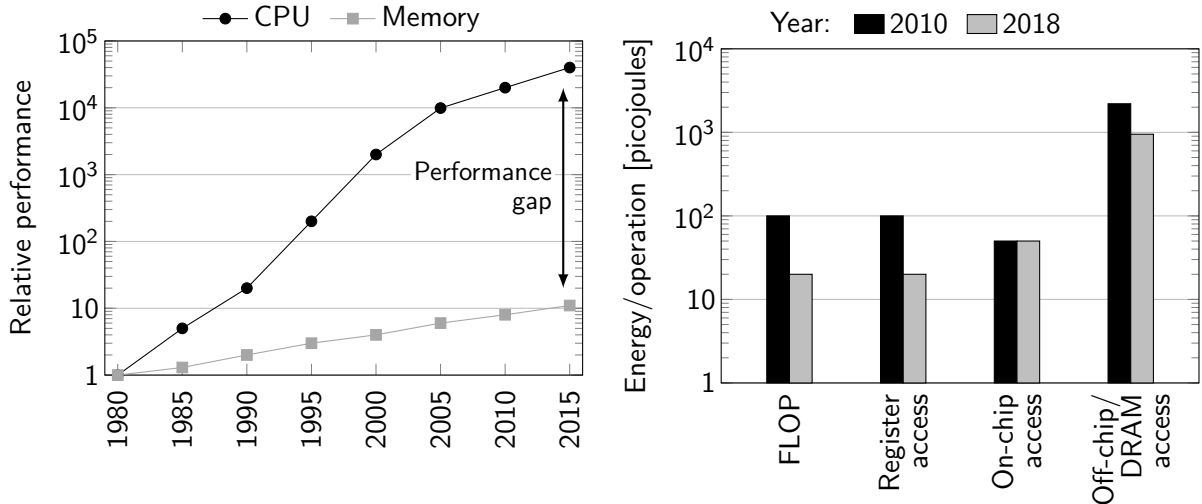 CPU Memory
Relative performance
10^5
10^4
10^3
10^2
10
1
Performance
gap
1980
1985
1990
1995
2000
2005
2010
2015
Year: 2010 2018
Energy/operation [picojoules]
10^4
10^3
10^2
10
1
FLOP
Register
access
On-chip
access
Off-chip/
DRAM
access